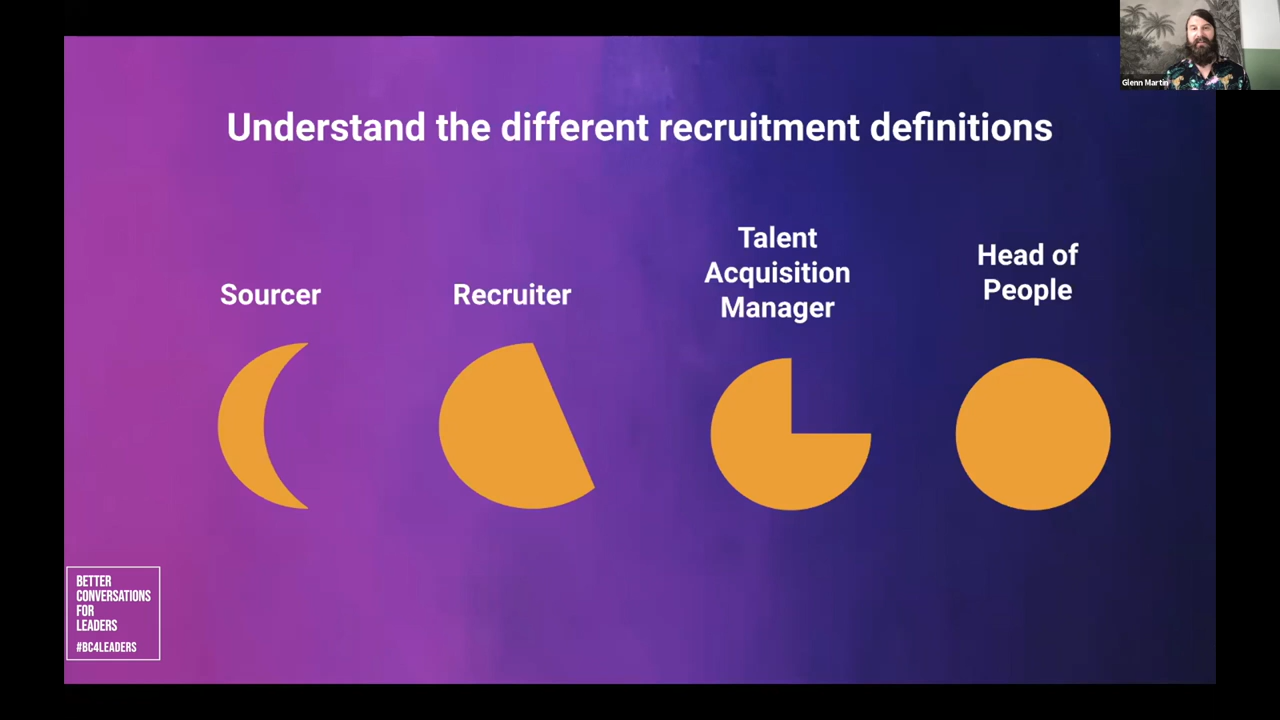 Glenn Martin
Understand the different recruitment definitions
Sourcer
Recruiter
Talent
Acquisition
Manager
Head of
People
BETTER
CONVERSATIONS
FOR
LEADERS
#BC4LEADERS